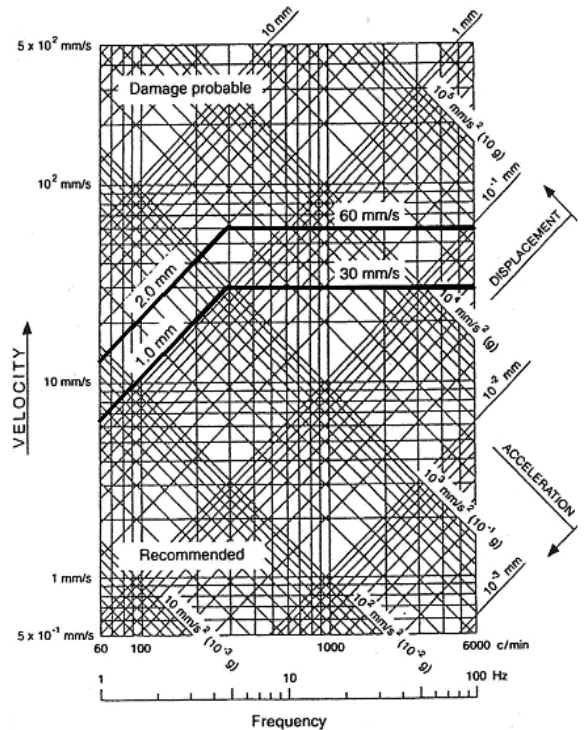 10 mm
1 mm
5 x 10² mm/s
Damage probable
10⁵ mm/s² (10 g)
10² mm/s
10⁻¹ mm
60 mm/s
DISPLACEMENT
2.0 mm
30 mm/s
10⁴ mm/s² (g)
1.0 mm
VELOCITY
10 mm/s
10⁻² mm
ACCELERATION
10³ mm/s² (10⁻¹ g)
Recommended
1 mm/s
10⁻³ mm
10 mm/s² (10⁻³ g)
10² mm/s² (10⁻² g)
5 x 10⁻¹ mm/s
60 100 1000 6000 c/min
1 10 100 Hz
Frequency